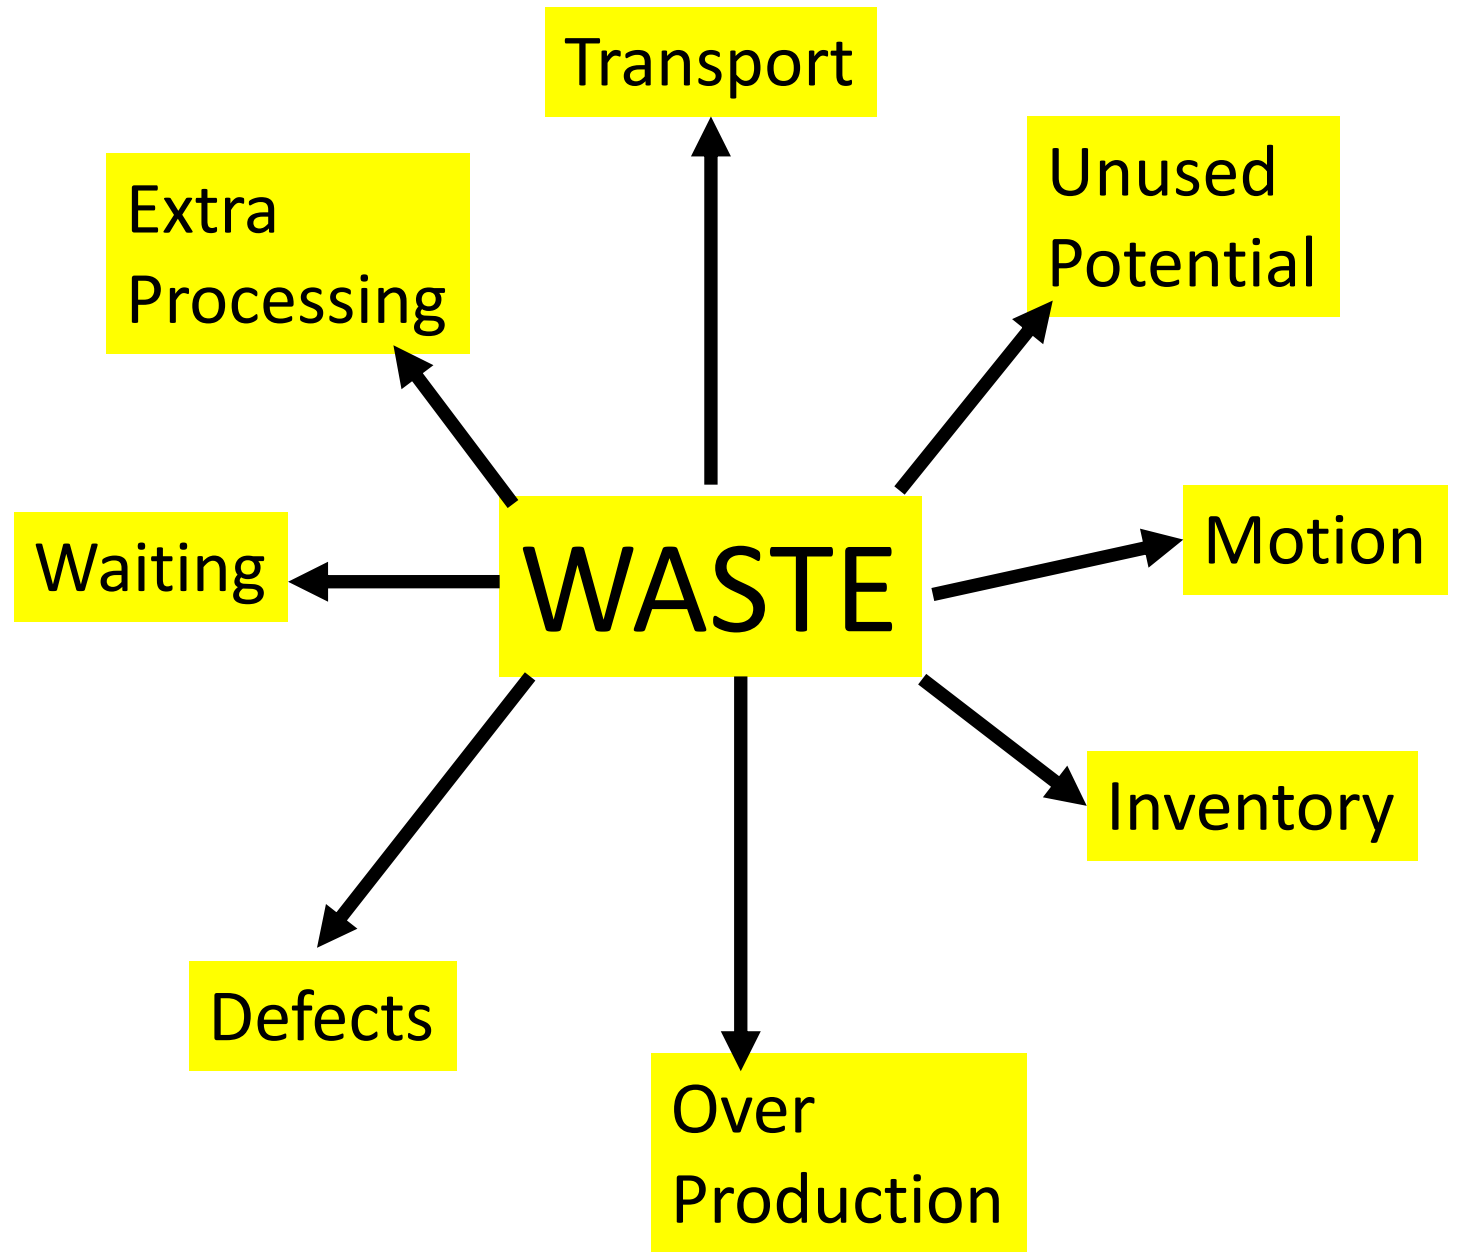 Transport
Unused
Potential
Extra
Processing
Motion
Waiting
WASTE
Inventory
Defects
Over
Production